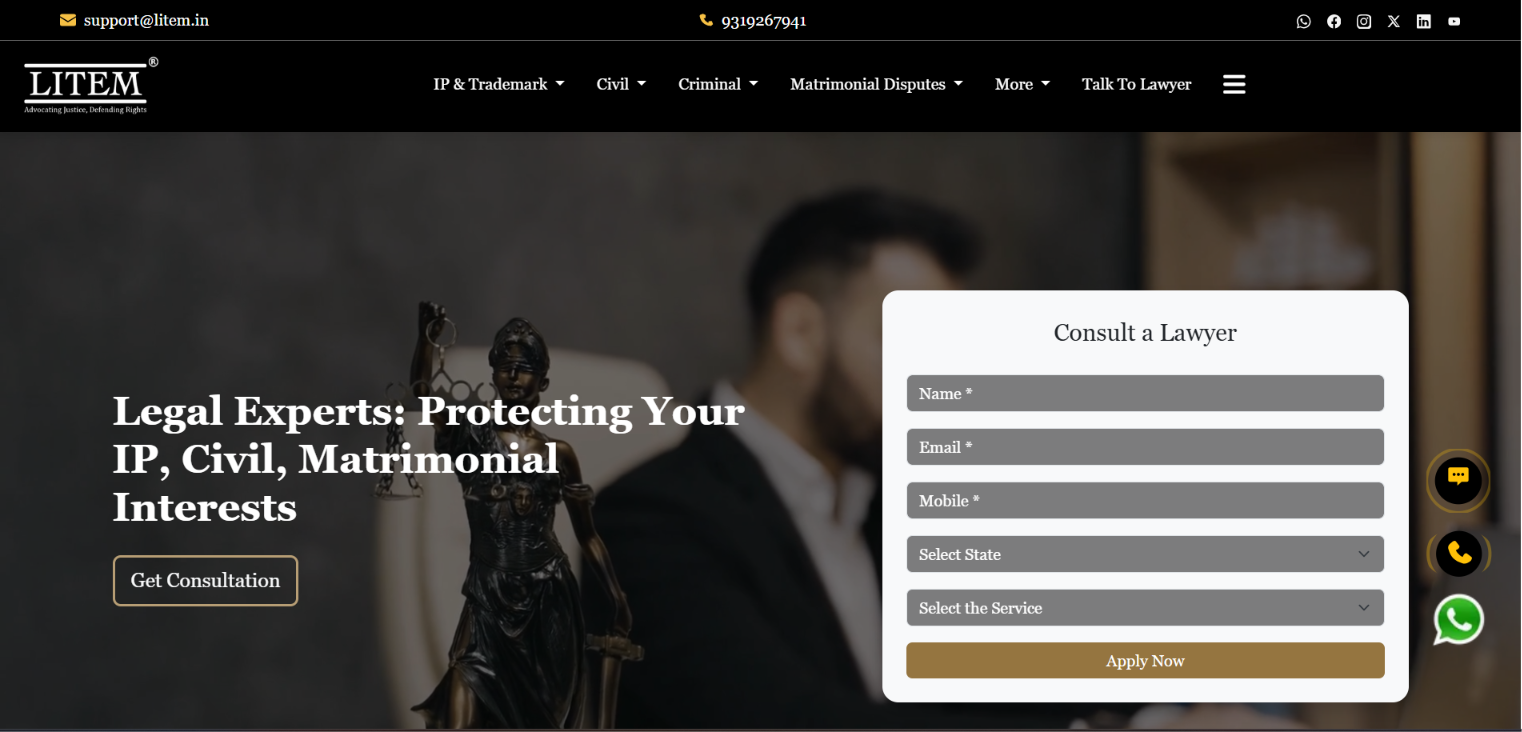 support@litem.in
9319267941
LITEM®
Advocating Justice, Defending Rights
IP & Trademark
Civil
Criminal
Matrimonial Disputes
More
Talk To Lawyer
Legal Experts: Protecting Your
IP, Civil, Matrimonial
Interests
Get Consultation
Consult a Lawyer
Name *
Email *
Mobile *
Select State
Select the Service
Apply Now